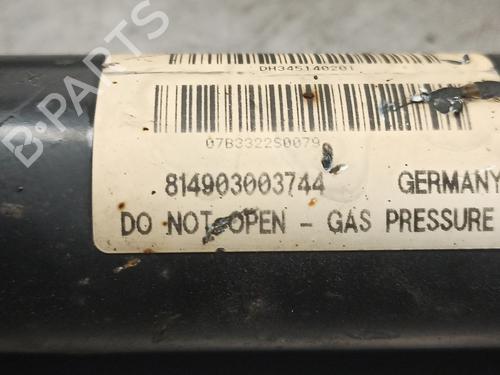 DH345140201
07B3322S0079
814903003744 GERMANY
DO NOT OPEN - GAS PRESSURE
B-PARTS